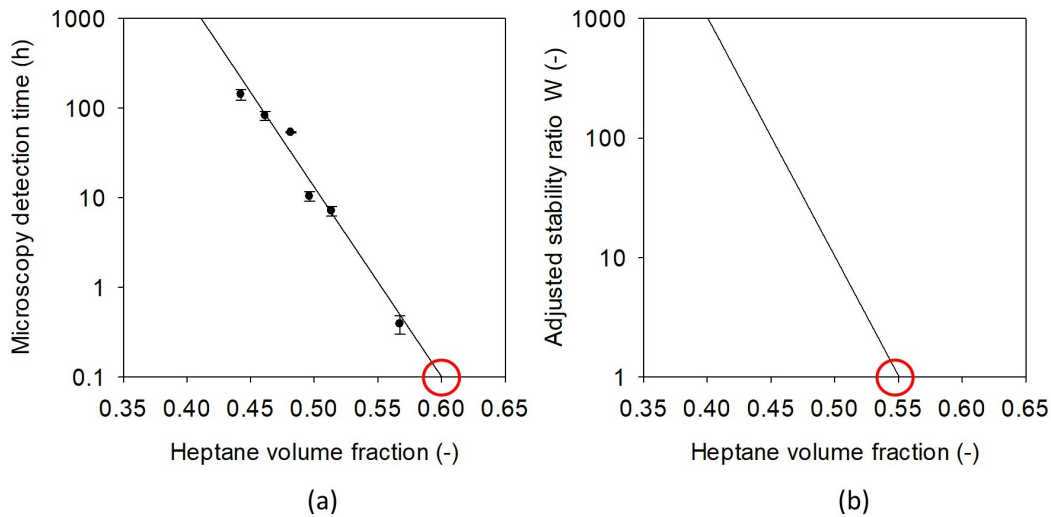 Microscopy detection time (h)
1000
100
10
1
0.1
0.35 0.40 0.45 0.50 0.55 0.60 0.65
Heptane volume fraction (-)
(a)
Adjusted stability ratio W (-)
1000
100
10
1
0.35 0.40 0.45 0.50 0.55 0.60 0.65
Heptane volume fraction (-)
(b)